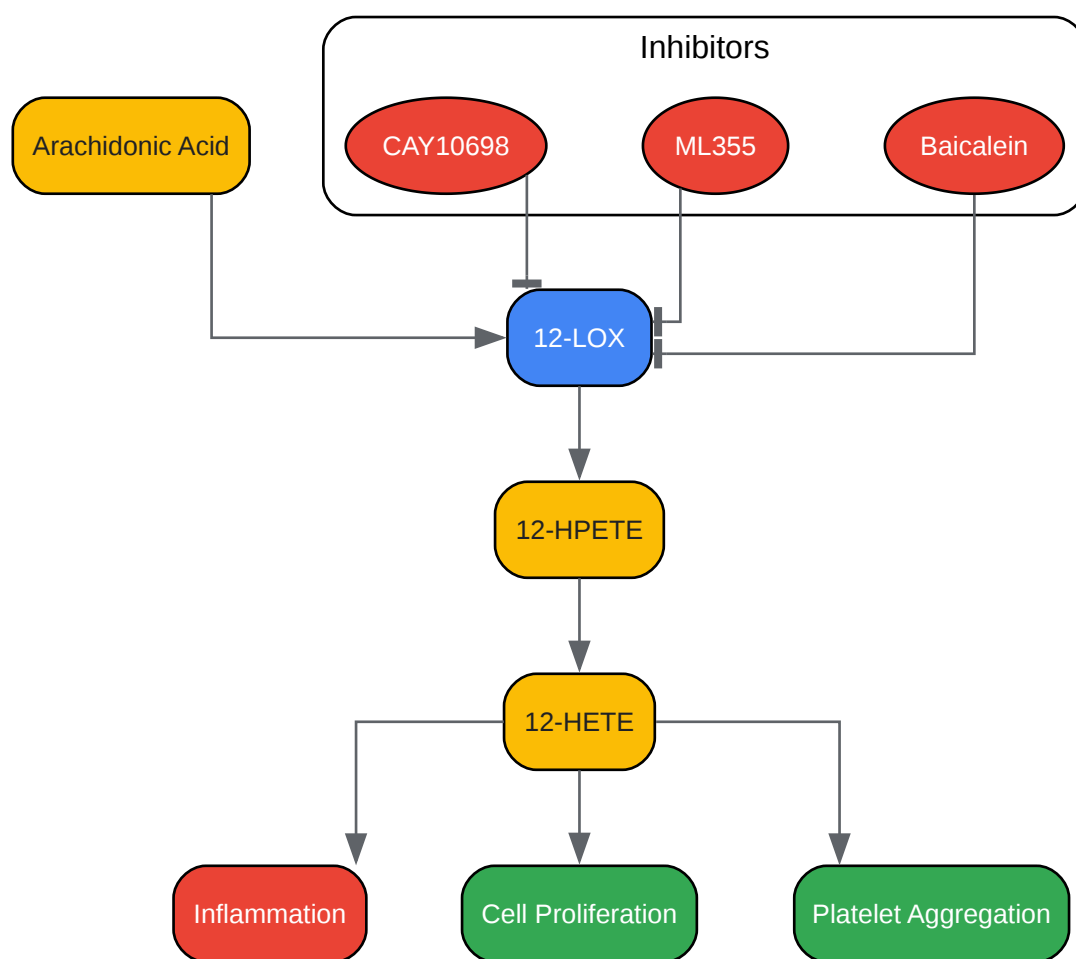 Inhibitors
Arachidonic Acid
CAY10698
ML355
Baicalein
12-LOX
12-HPETE
12-HETE
Inflammation
Cell Proliferation
Platelet Aggregation